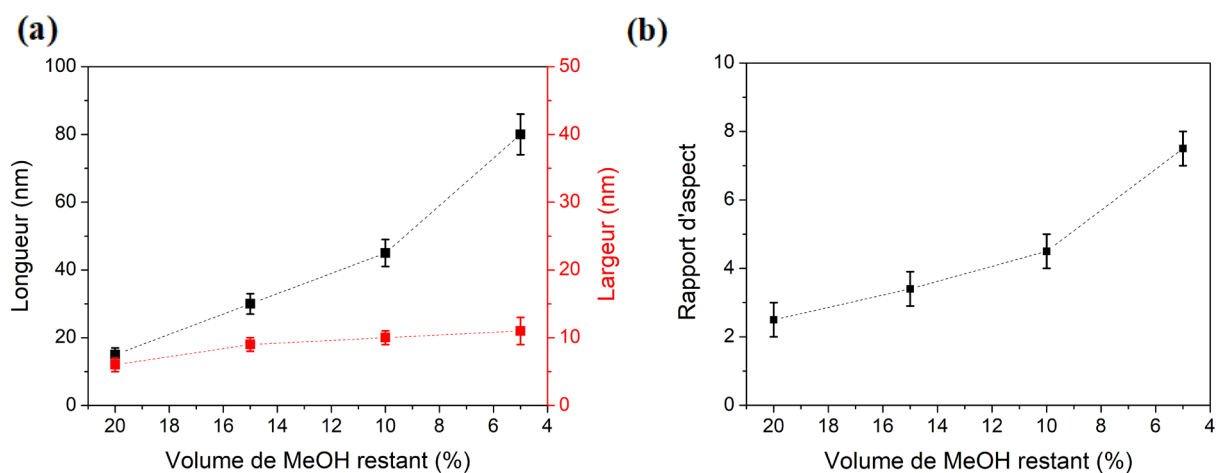 (a)
100
80
60
40
20
0
Longueur (nm)
50
40
30
20
10
0
Largeur (nm)
20 18 16 14 12 10 8 6 4
Volume de MeOH restant (%)
(b)
10
8
6
4
2
0
Rapport d'aspect
20 18 16 14 12 10 8 6 4
Volume de MeOH restant (%)